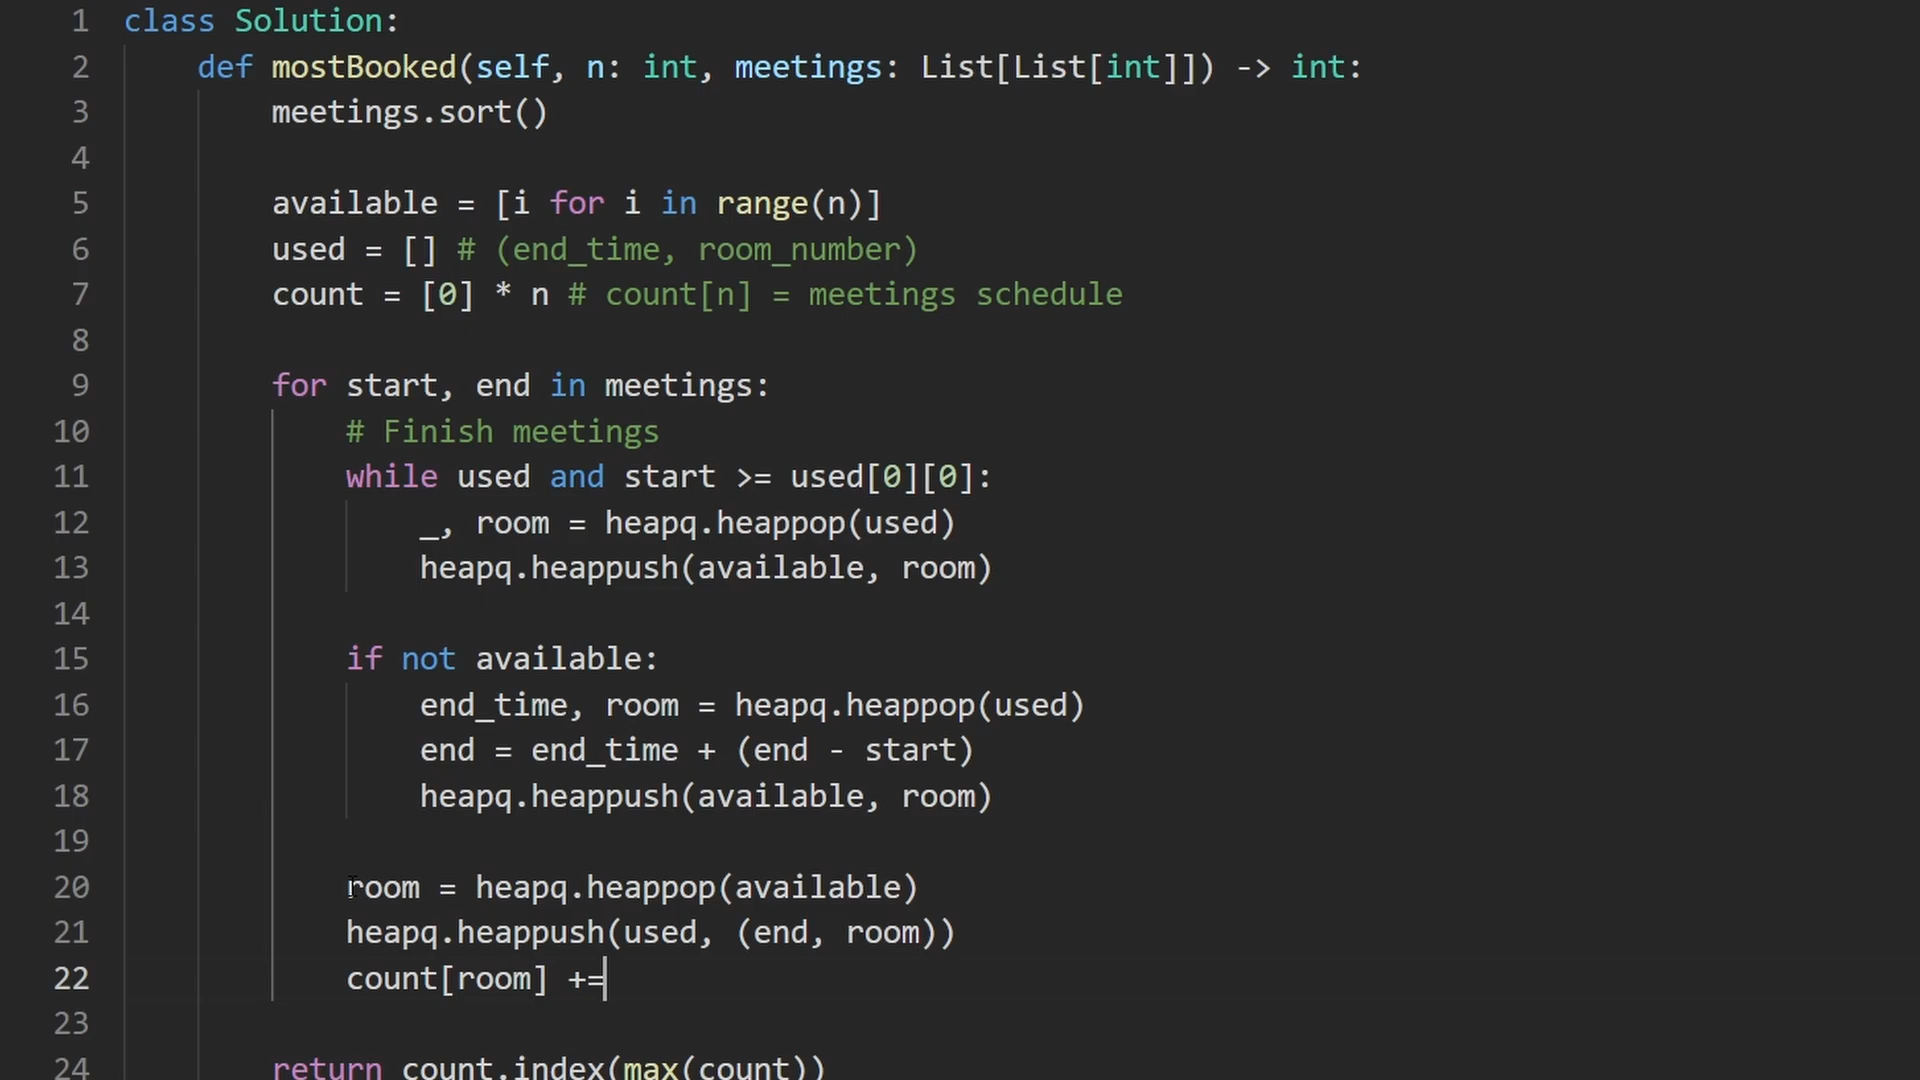 1 class Solution:
2 def mostBooked(self, n: int, meetings: List[List[int]]) -> int:
3 meetings.sort()
4
5 available = [i for i in range(n)]
6 used = [] # (end_time, room_number)
7 count = [0] * n # count[n] = meetings schedule
8
9 for start, end in meetings:
10 # Finish meetings
11 while used and start >= used[0][0]:
12 _, room = heapq.heappop(used)
13 heapq.heappush(available, room)
14
15 if not available:
16 end_time, room = heapq.heappop(used)
17 end = end_time + (end - start)
18 heapq.heappush(available, room)
19
20 room = heapq.heappop(available)
21 heapq.heappush(used, (end, room))
22 count[room] +=
23
24 return count.index(max(count))